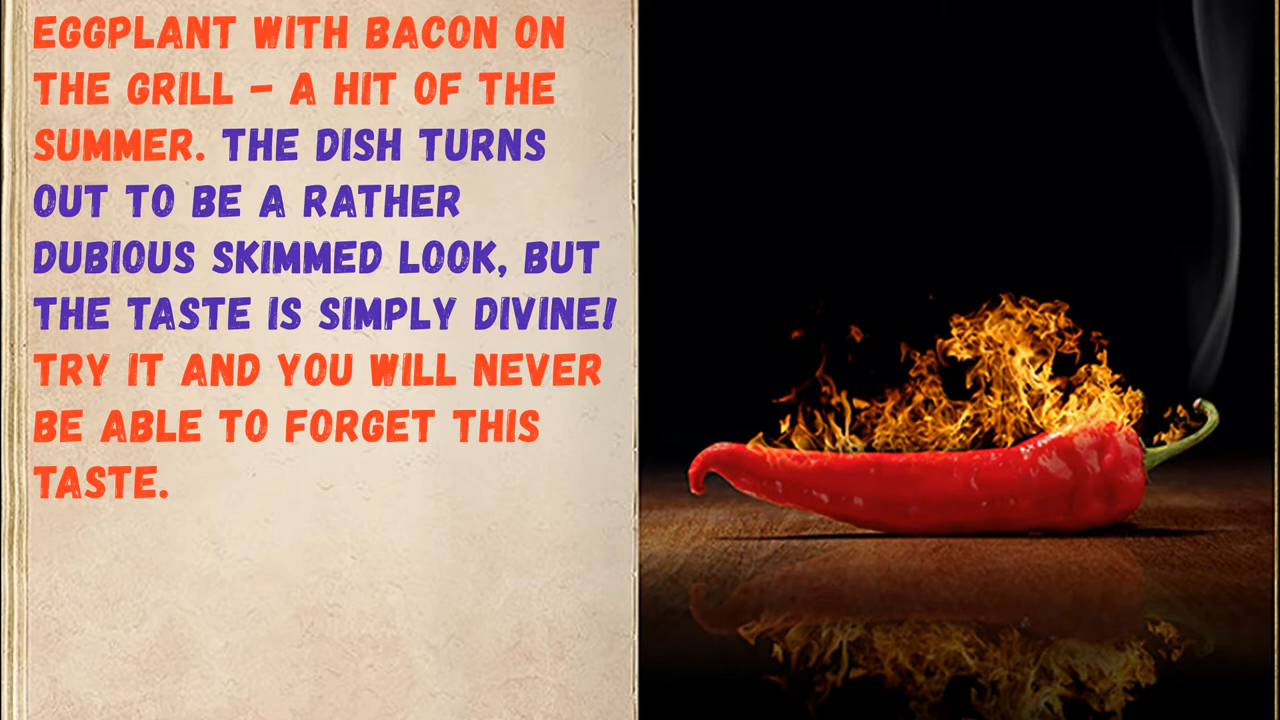 EGGPLANT WITH BACON ON
THE GRILL – A HIT OF THE
SUMMER. THE DISH TURNS
OUT TO BE A RATHER
DUBIOUS SKIMMED LOOK, BUT
THE TASTE IS SIMPLY DIVINE!
TRY IT AND YOU WILL NEVER
BE ABLE TO FORGET THIS
TASTE.